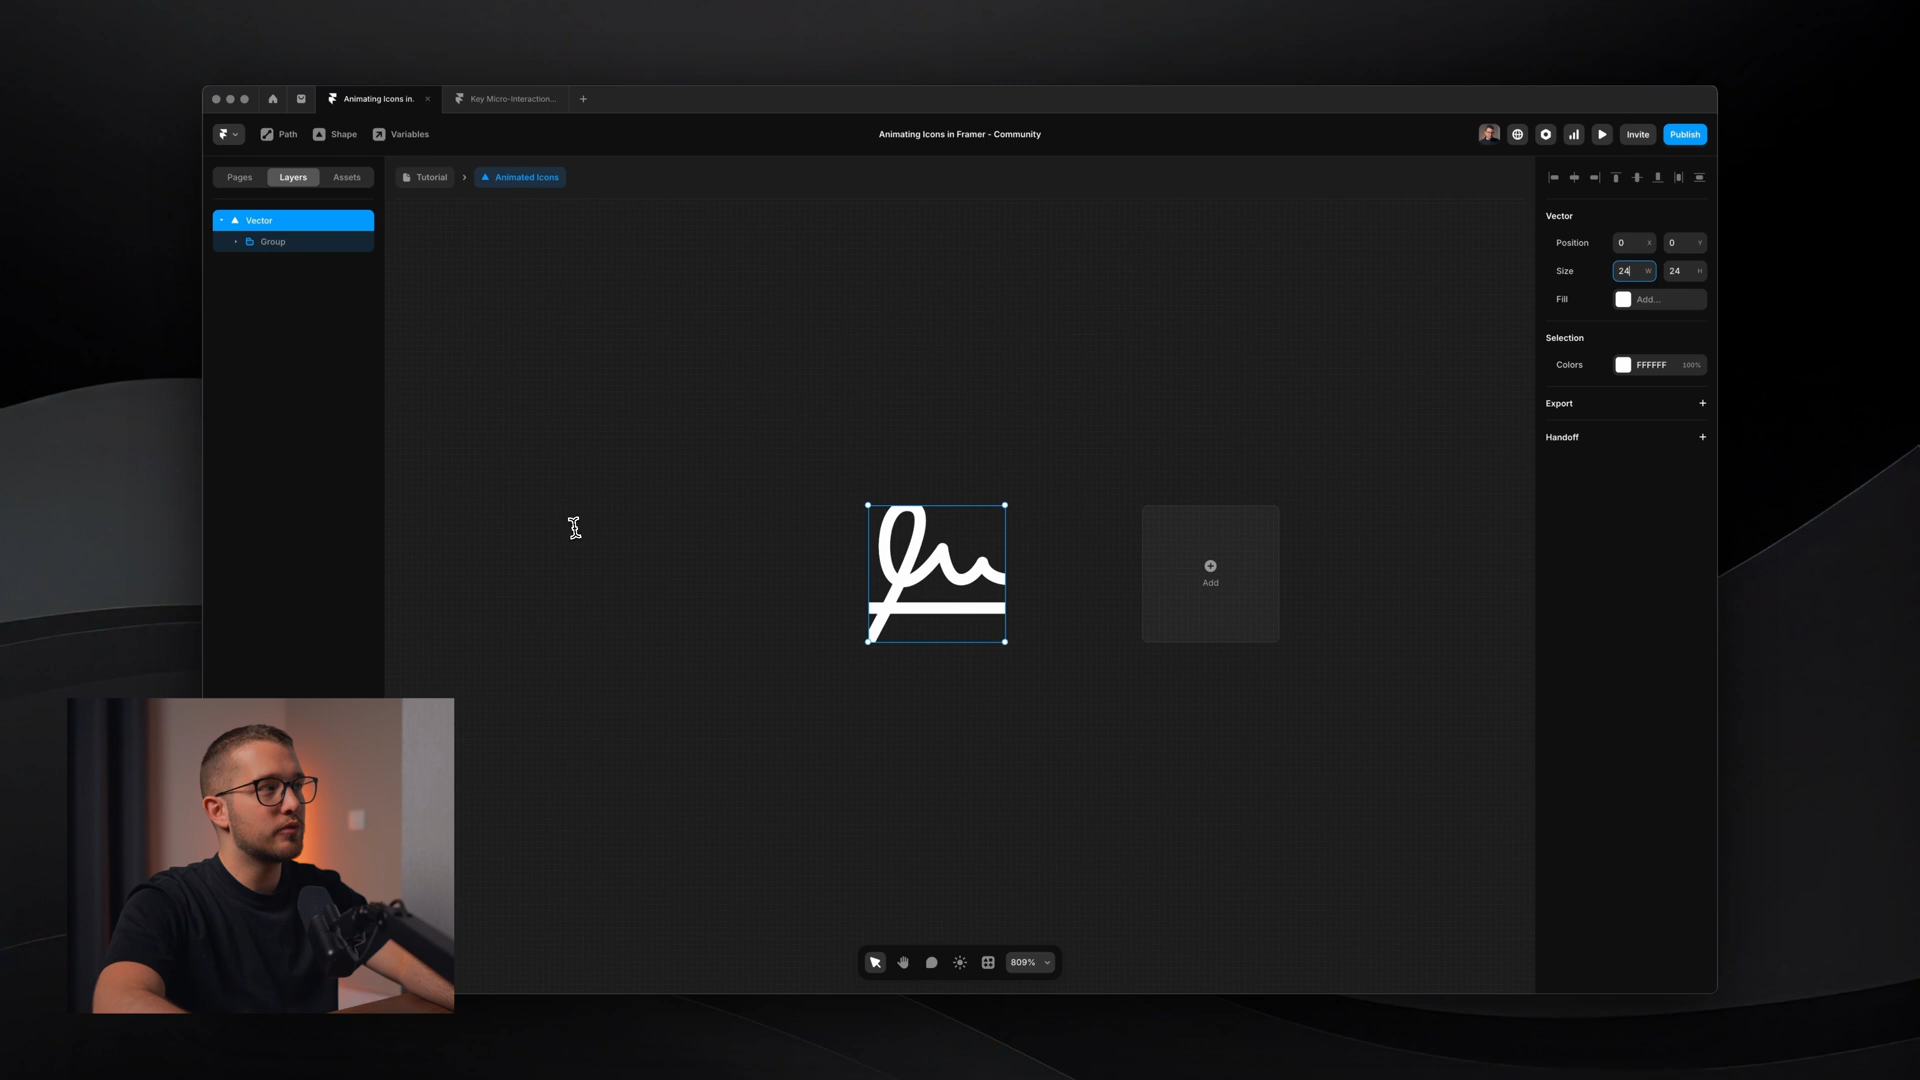 Animating Icons in.
Key Micro-Interaction...
Path
Shape
Variables
Animating Icons in Framer - Community
Invite
Publish
Pages
Layers
Assets
Tutorial
Animated Icons
Vector
Group
Vector
Position
0 X
0 Y
Size
24 W
24 H
Fill
Add...
Selection
Colors
FFFFFF
100%
Export
Handoff
Add
809%